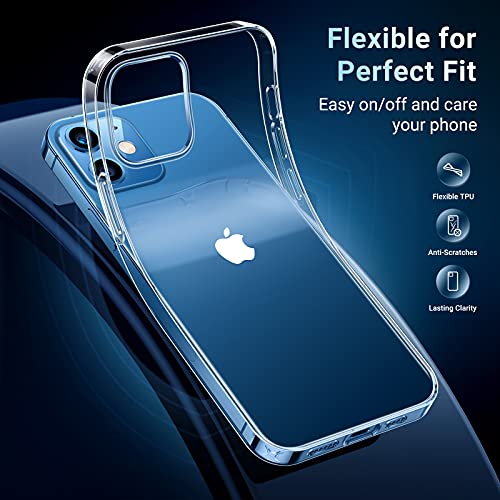 Flexible for
Perfect Fit
Easy on/off and care
your phone
Flexible TPU
Anti-Scratches
Lasting Clarity